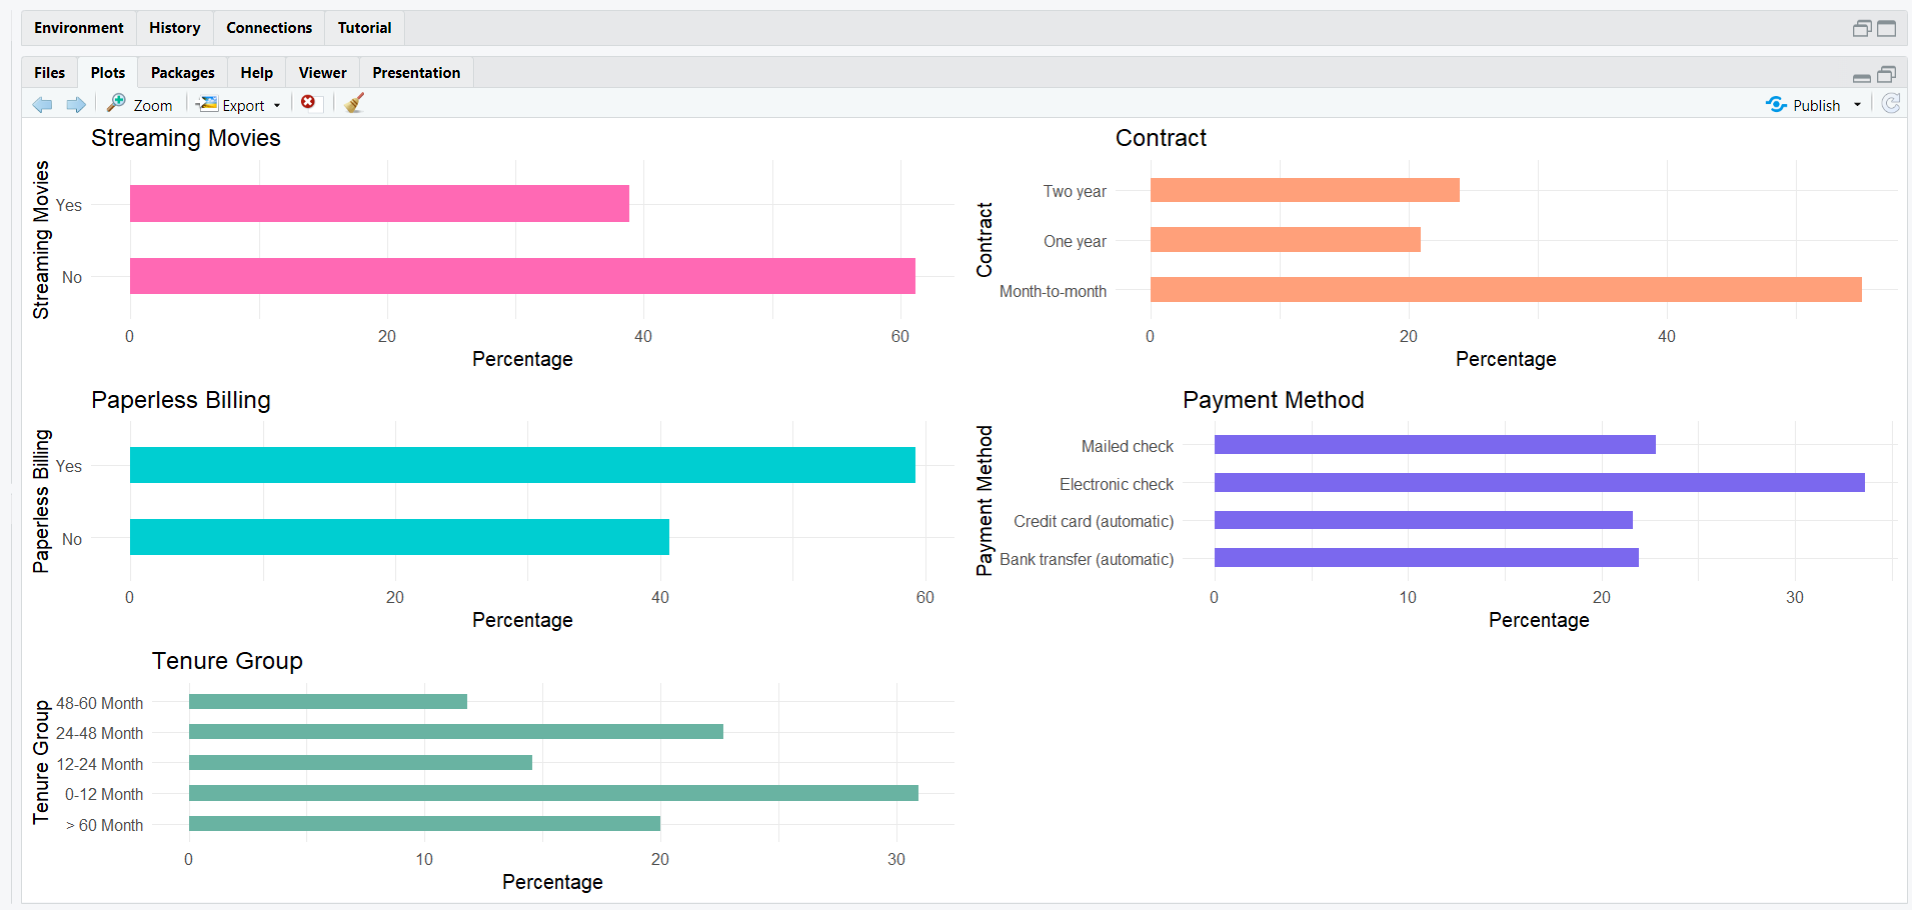 Environment History Connections Tutorial
Files Plots Packages Help Viewer Presentation
Zoom Export Publish
Streaming Movies
Streaming Movies
Yes
No
0 20 40 60
Percentage
Contract
Contract
Two year
One year
Month-to-month
0 20 40
Percentage
Paperless Billing
Paperless Billing
Yes
No
0 20 40 60
Percentage
Payment Method
Payment Method
Mailed check
Electronic check
Credit card (automatic)
Bank transfer (automatic)
0 10 20 30
Percentage
Tenure Group
Tenure Group
48-60 Month
24-48 Month
12-24 Month
0-12 Month
> 60 Month
0 10 20 30
Percentage